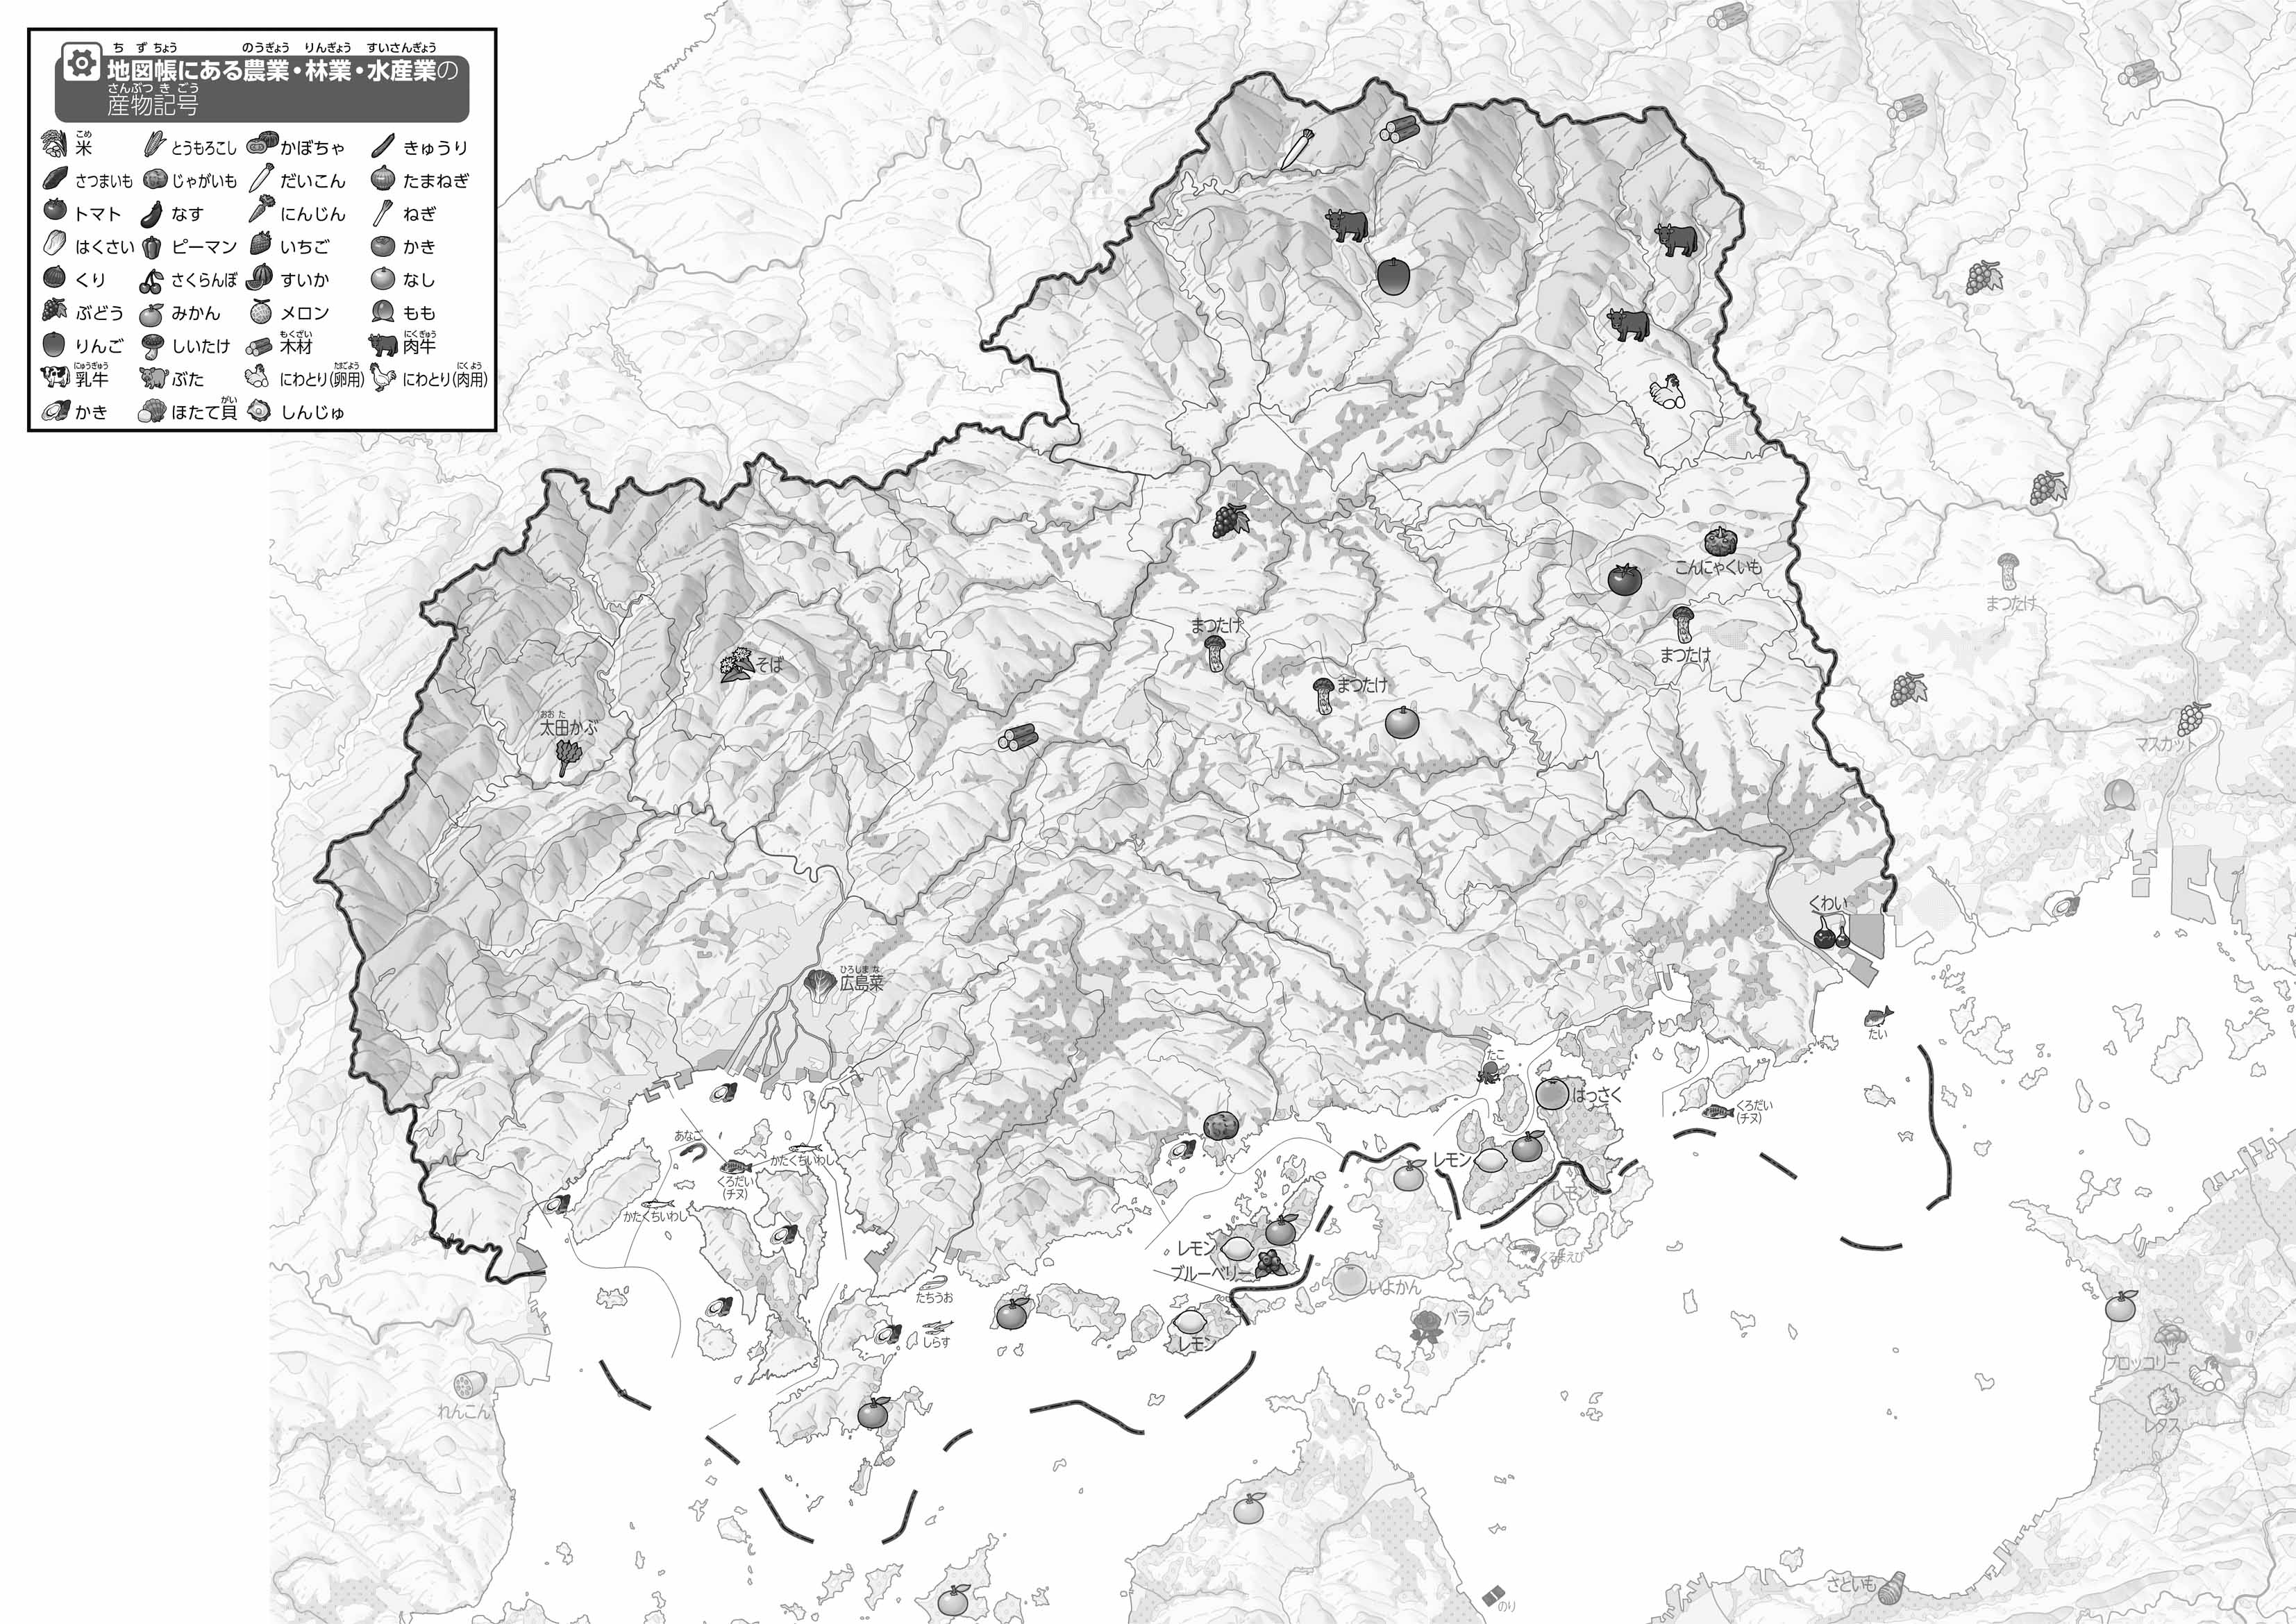 ちずちょう のうぎょう りんぎょう すいさんぎょう
地図帳にある農業・林業・水産業の
さんぶつきごう
産物記号
こめ
米 とうもろこし かぼちゃ きゅうり
さつまいも じゃがいも だいこん たまねぎ
トマト なす にんじん ねぎ
はくさい ピーマン いちご かき
くり さくらんぼ すいか なし
ぶどう みかん メロン もも
もくざい にくぎゅう
りんご しいたけ 木材 肉牛
にゅうぎゅう たまごよう にくよう
乳牛 ぶた にわとり(卵用) にわとり(肉用)
がい
かき ほたて貝 しんじゅ
こんにゃくいも
まつたけ
まつたけ
まつたけ
まつたけ
そば
おおた
太田かぶ
マスカット
くわい
ひろしまな
広島菜
たい
たこ
はっさく
くろだい
(チヌ)
あなご
かたくちいわし
くろだい
(チヌ)
かたくちいわし
レモン
レモン
レモン
ブルーベリー
くるまえび
いよかん
たちうお
しらす
レモン
バラ
れんこん
ブロッコリー
レタス
さといも
のり